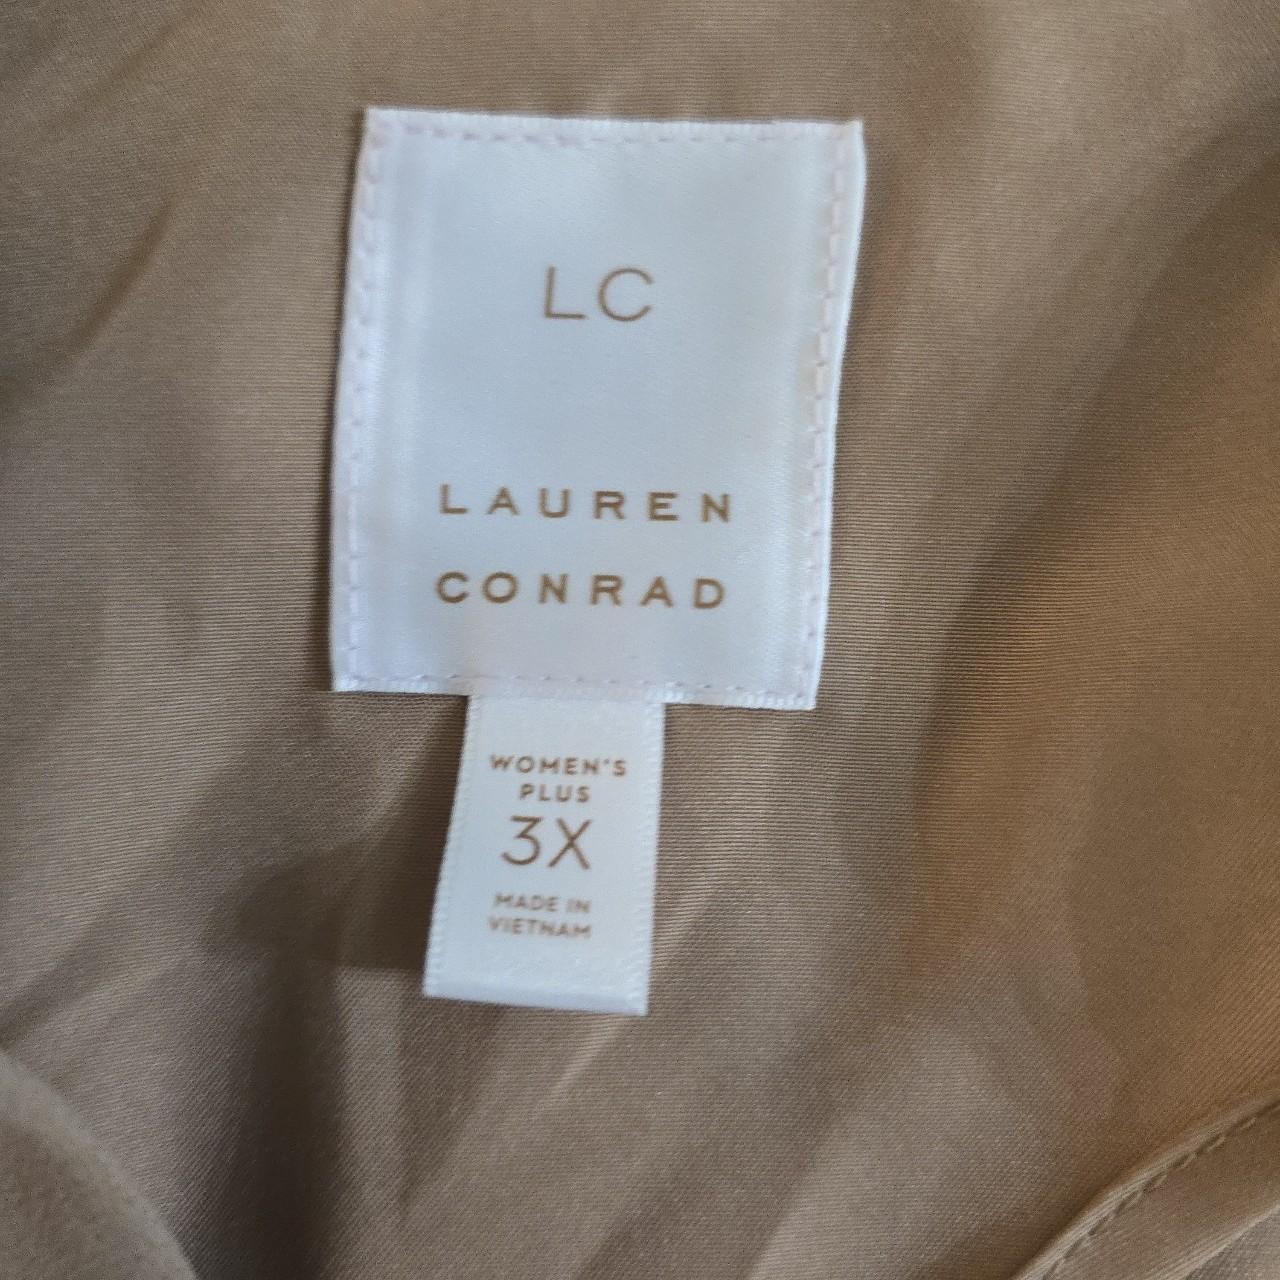 LC
LAUREN
CONRAD
WOMEN'S
PLUS
3X
MADE IN
VIETNAM